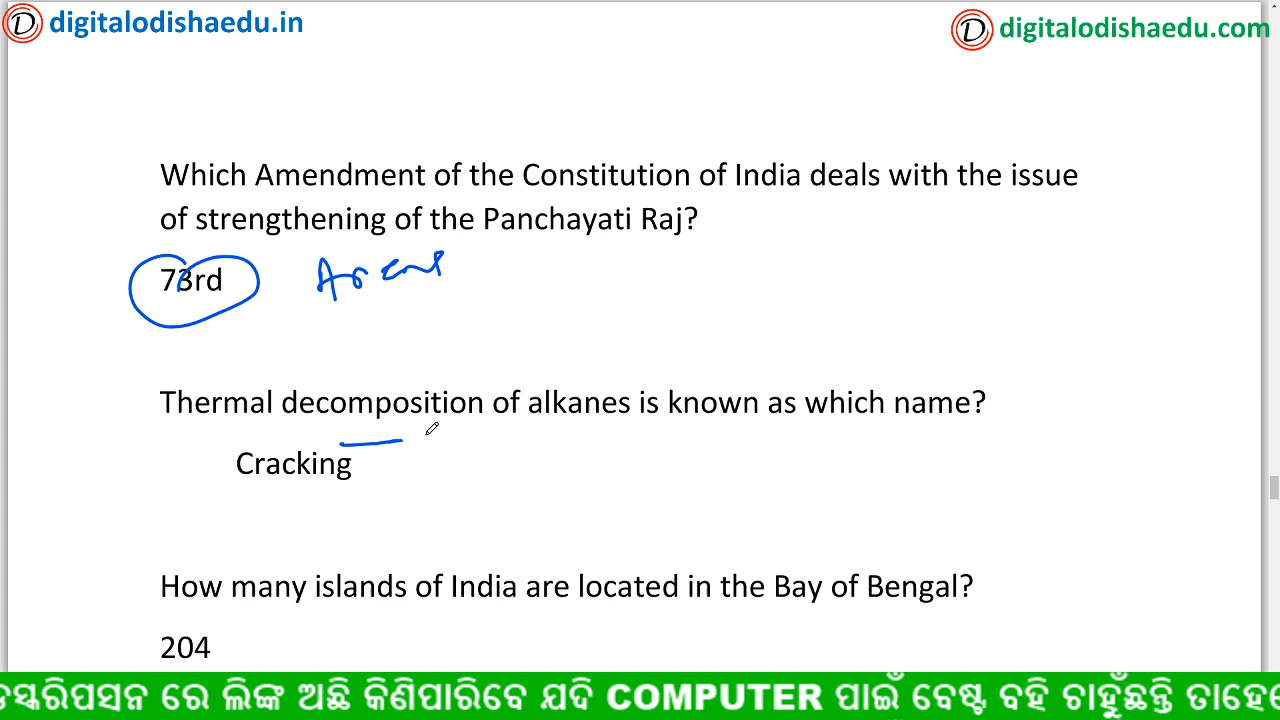 digitalodishaedu.in
digitalodishaedu.com
Which Amendment of the Constitution of India deals with the issue
of strengthening of the Panchayati Raj?
73rd
Thermal decomposition of alkanes is known as which name?
Cracking
How many islands of India are located in the Bay of Bengal?
204
ଡସ୍କରିପସନ ରେ ଲିଙ୍କ ଅଛି କିଣିପାରିବେ ଯଦି COMPUTER ପାଇଁ ବେଷ୍ଟ ବହି ଚାହୁଁଛନ୍ତି ତାହେଲେ